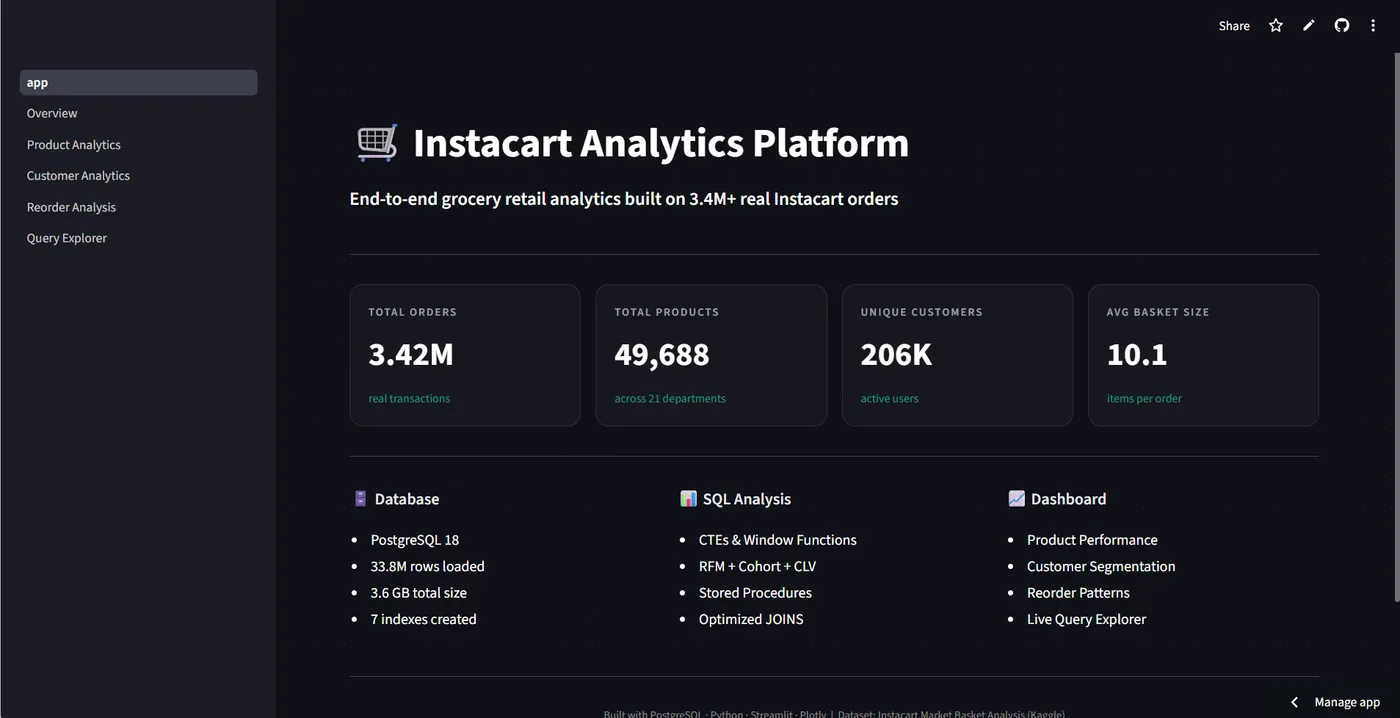 Share
app
Overview
Product Analytics
Customer Analytics
Reorder Analysis
Query Explorer
Instacart Analytics Platform
End-to-end grocery retail analytics built on 3.4M+ real Instacart orders
TOTAL ORDERS
3.42M
real transactions
TOTAL PRODUCTS
49,688
across 21 departments
UNIQUE CUSTOMERS
206K
active users
AVG BASKET SIZE
10.1
items per order
Database
• PostgreSQL 18
• 33.8M rows loaded
• 3.6 GB total size
• 7 indexes created
SQL Analysis
• CTEs & Window Functions
• RFM + Cohort + CLV
• Stored Procedures
• Optimized JOINS
Dashboard
• Product Performance
• Customer Segmentation
• Reorder Patterns
• Live Query Explorer
Built with PostgreSQL · Python · Streamlit · Plotly | Dataset: Instacart Market Basket Analysis (Kaggle)
Manage app